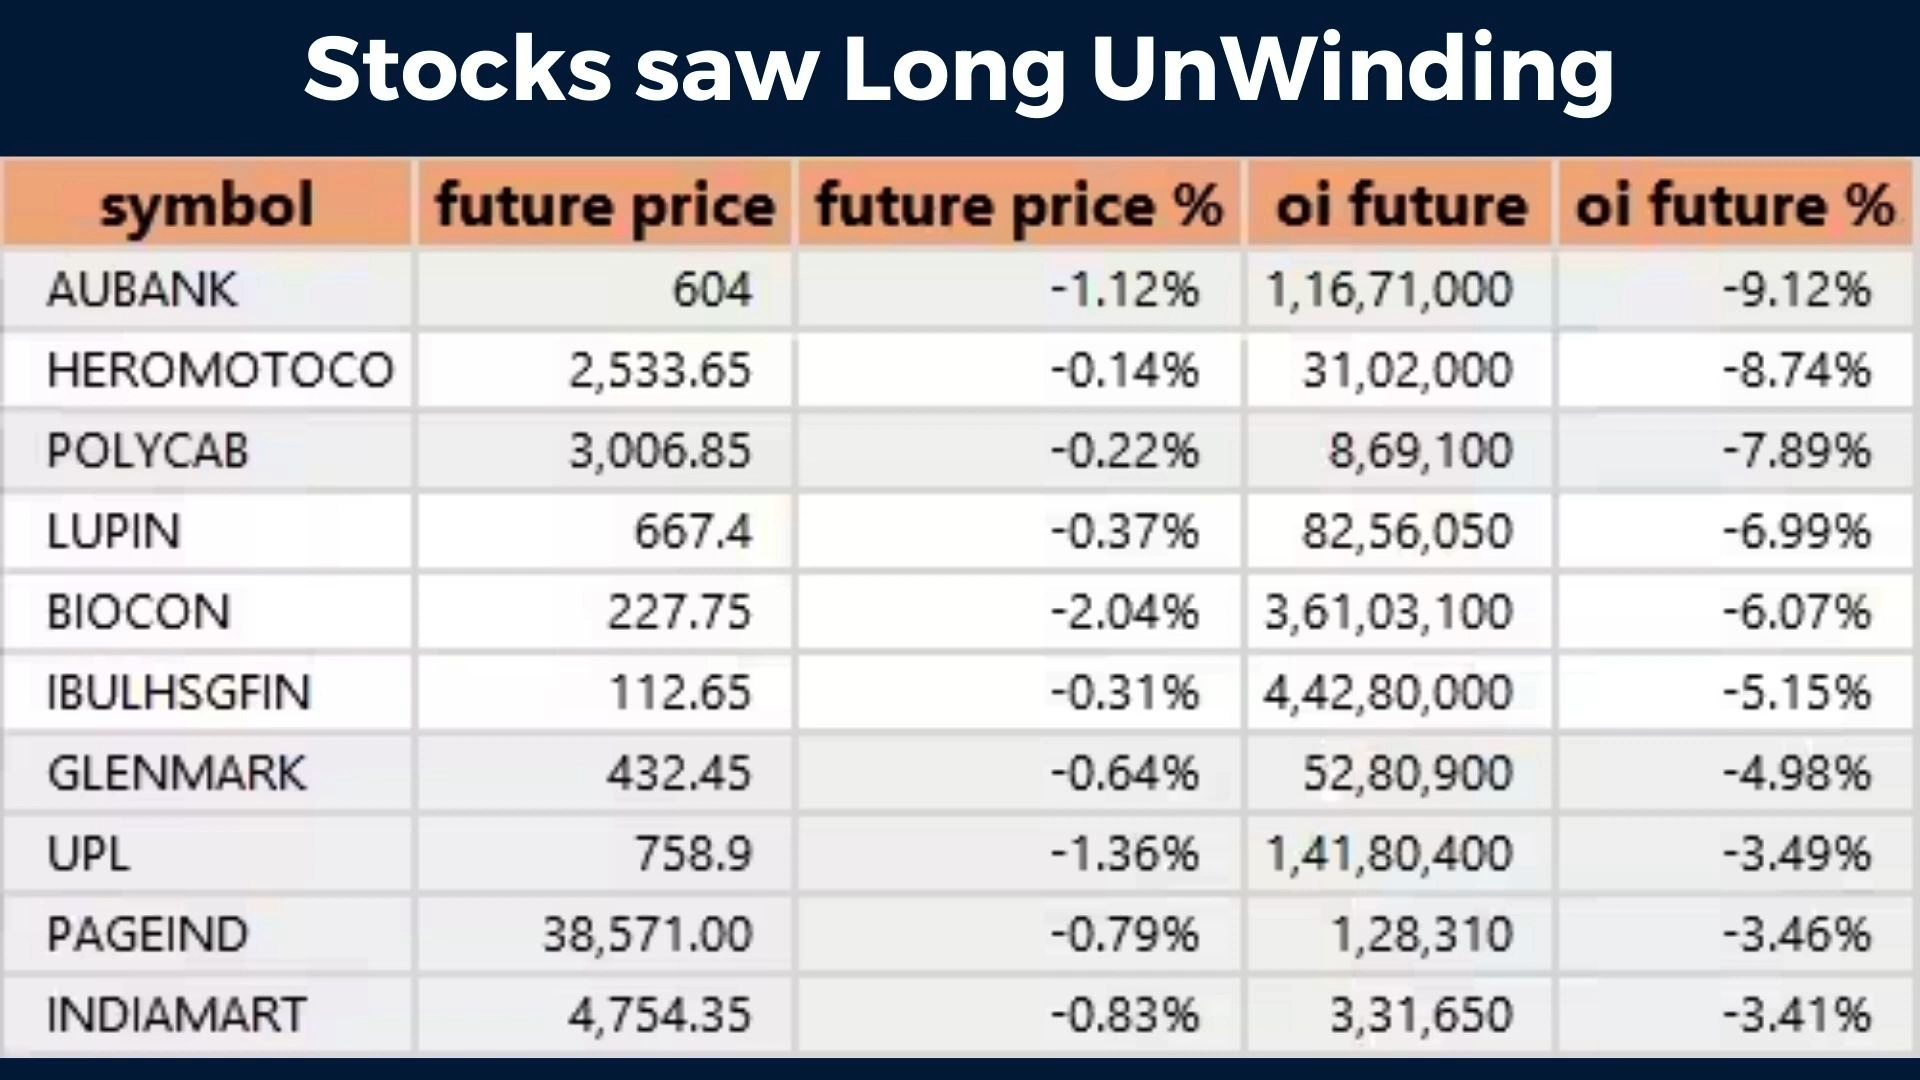 Stocks saw Long UnWinding
symbol future price future price % oi future oi future %
AUBANK 604 -1.12% 1,16,71,000 -9.12%
HEROMOTOCO 2,533.65 -0.14% 31,02,000 -8.74%
POLYCAB 3,006.85 -0.22% 8,69,100 -7.89%
LUPIN 667.4 -0.37% 82,56,050 -6.99%
BIOCON 227.75 -2.04% 3,61,03,100 -6.07%
IBULHSGFIN 112.65 -0.31% 4,42,80,000 -5.15%
GLENMARK 432.45 -0.64% 52,80,900 -4.98%
UPL 758.9 -1.36% 1,41,80,400 -3.49%
PAGEIND 38,571.00 -0.79% 1,28,310 -3.46%
INDIAMART 4,754.35 -0.83% 3,31,650 -3.41%